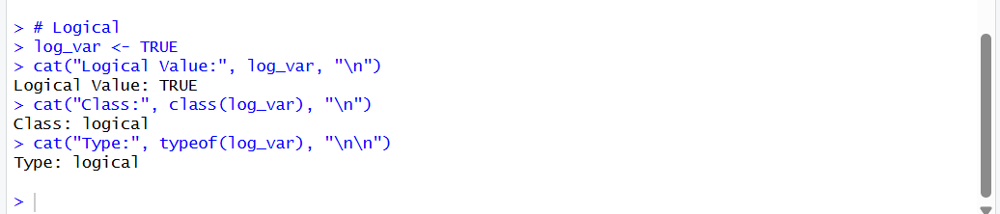 > # Logical
> log_var <- TRUE
> cat("Logical Value:", log_var, "\n")
Logical Value: TRUE
> cat("Class:", class(log_var), "\n")
Class: logical
> cat("Type:", typeof(log_var), "\n\n")
Type: logical

>